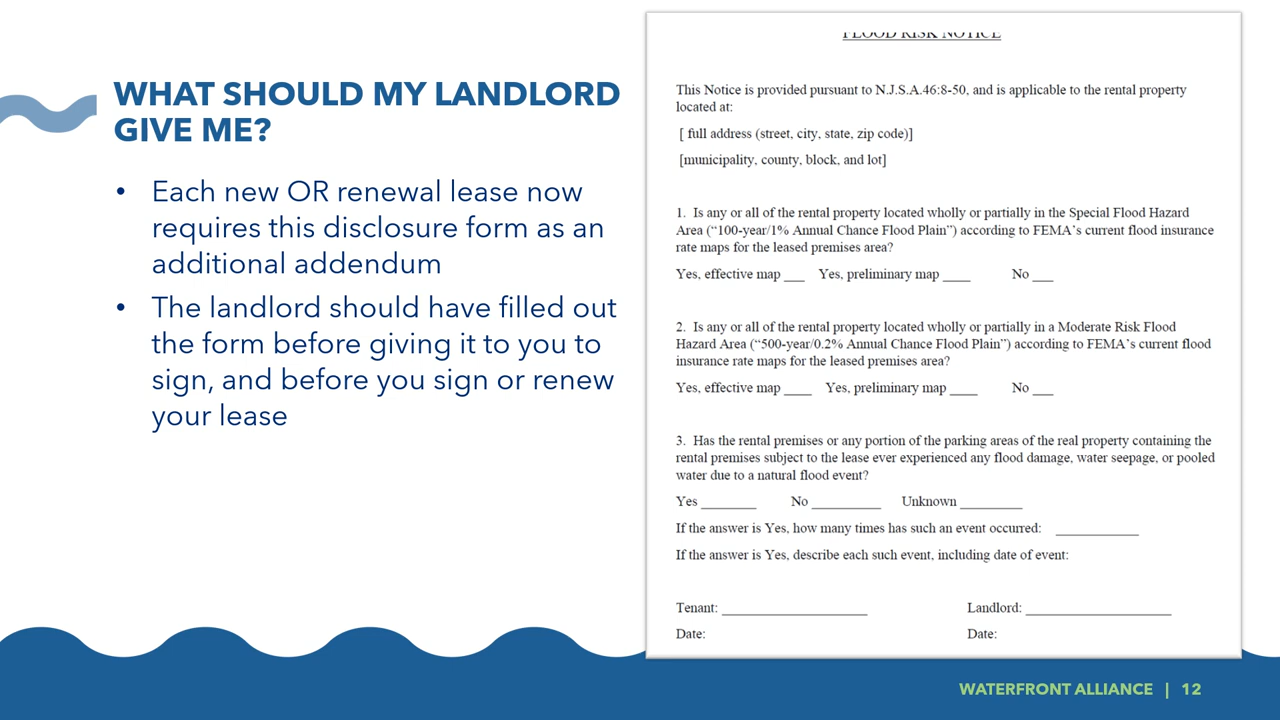 WHAT SHOULD MY LANDLORD
GIVE ME?
• Each new OR renewal lease now
requires this disclosure form as an
additional addendum
• The landlord should have filled out
the form before giving it to you to
sign, and before you sign or renew
your lease
FLOOD RISK NOTICE
This Notice is provided pursuant to N.J.S.A.46:8-50, and is applicable to the rental property
located at:
[ full address (street, city, state, zip code)]
[municipality, county, block, and lot]
1. Is any or all of the rental property located wholly or partially in the Special Flood Hazard
Area (“100-year/1% Annual Chance Flood Plain”) according to FEMA’s current flood insurance
rate maps for the leased premises area?
Yes, effective map ___ Yes, preliminary map ____ No ___
2. Is any or all of the rental property located wholly or partially in a Moderate Risk Flood
Hazard Area (“500-year/0.2% Annual Chance Flood Plain”) according to FEMA’s current flood
insurance rate maps for the leased premises area?
Yes, effective map ____ Yes, preliminary map ____ No ___
3. Has the rental premises or any portion of the parking areas of the real property containing the
rental premises subject to the lease ever experienced any flood damage, water seepage, or pooled
water due to a natural flood event?
Yes ________ No __________ Unknown _________
If the answer is Yes, how many times has such an event occurred: ____________
If the answer is Yes, describe each such event, including date of event:
Tenant: _____________________ Landlord: _____________________
Date: Date:
WATERFRONT ALLIANCE | 12